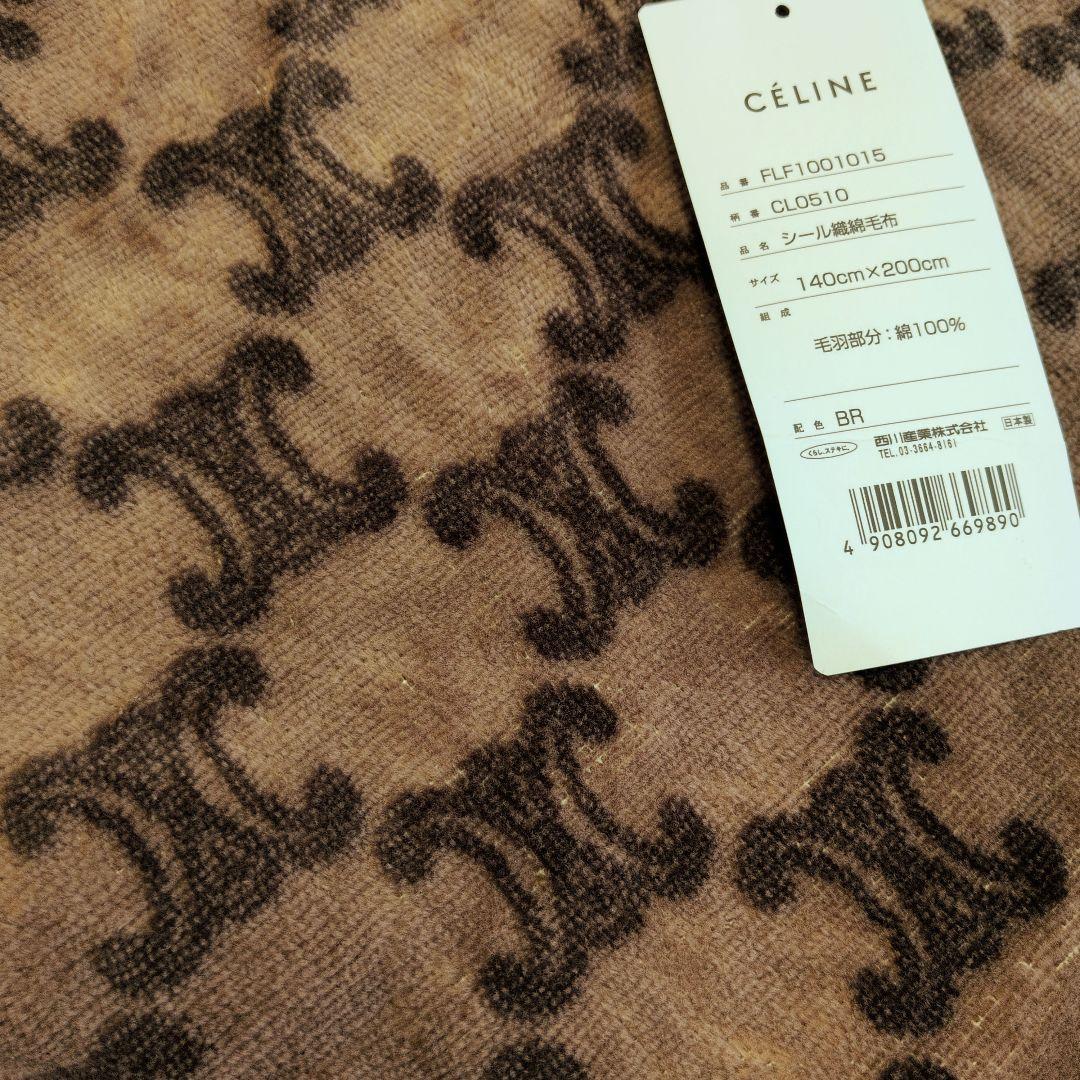 CÉLINE
品番 FLF1001015
柄番 CL0510
品名 シール織綿毛布
サイズ 140cm×200cm
組成
毛羽部分：綿100%
配色 BR
くらし、ステキに。 西川産業株式会社 日本製
TEL.03-3664-8161
4 908092 669890